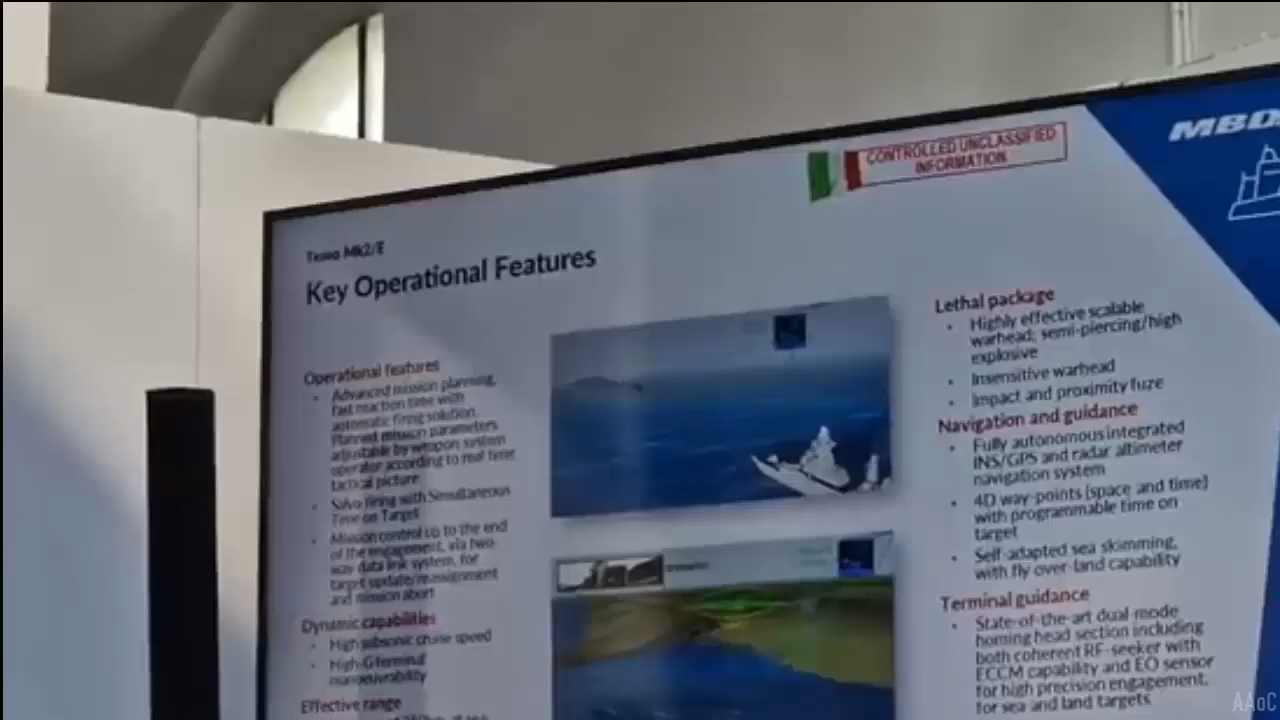 MBD
CONTROLLED UNCLASSIFIED
INFORMATION
Teseo Mk2/E
Key Operational Features
Operational features
• Advanced mission planning,
fast reaction time with
automatic firing solution.
Planned mission parameters
adjustable by weapon system
operator according to real time
tactical picture
• Salvo firing with Simultaneous
Time on Target
• Mission control up to the end
of the engagement, via two-
way data link system, for
target update/reassignment
and mission abort
Dynamic capabilities
• High subsonic cruise speed
• High-G terminal
manoeuvrability
Effective range
Lethal package
• Highly effective scalable
warhead; semi-piercing/high
explosive
• Insensitive warhead
• Impact and proximity fuze
Navigation and guidance
• Fully autonomous integrated
INS/GPS and radar altimeter
navigation system
• 4D way-points (space and time)
with programmable time on
target
• Self-adapted sea skimming,
with fly over-land capability
Terminal guidance
• State-of-the-art dual-mode
homing head section including
both coherent RF-seeker with
ECCM capability and EO sensor
for high precision engagement,
for sea and land targets
AAoC